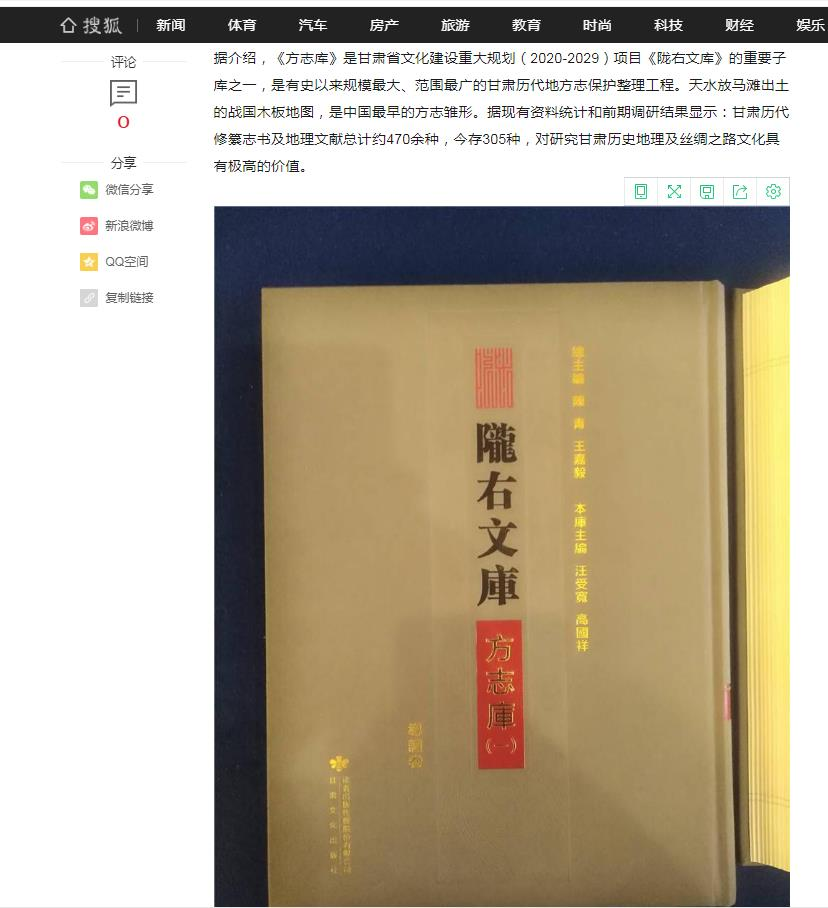 搜狐 新闻 体育 汽车 房产 旅游 教育 时尚 科技 财经 娱乐
评论
0
分享
微信分享
新浪微博
QQ空间
复制链接
据介绍，《方志库》是甘肃省文化建设重大规划（2020-2029）项目《陇右文库》的重要子
库之一，是有史以来规模最大、范围最广的甘肃历代地方志保护整理工程。天水放马滩出土
的战国木板地图，是中国最早的方志雏形。据现有资料统计和前期调研结果显示：甘肃历代
修纂志书及地理文献总计约470余种，今存305种，对研究甘肃历史地理及丝绸之路文化具
有极高的价值。
總主編 陳青 王嘉毅 本庫主編 汪受寬 高國祥
隴右文庫
方志庫
（一）
讀者出版傳媒股份有限公司
甘肅文化出版社